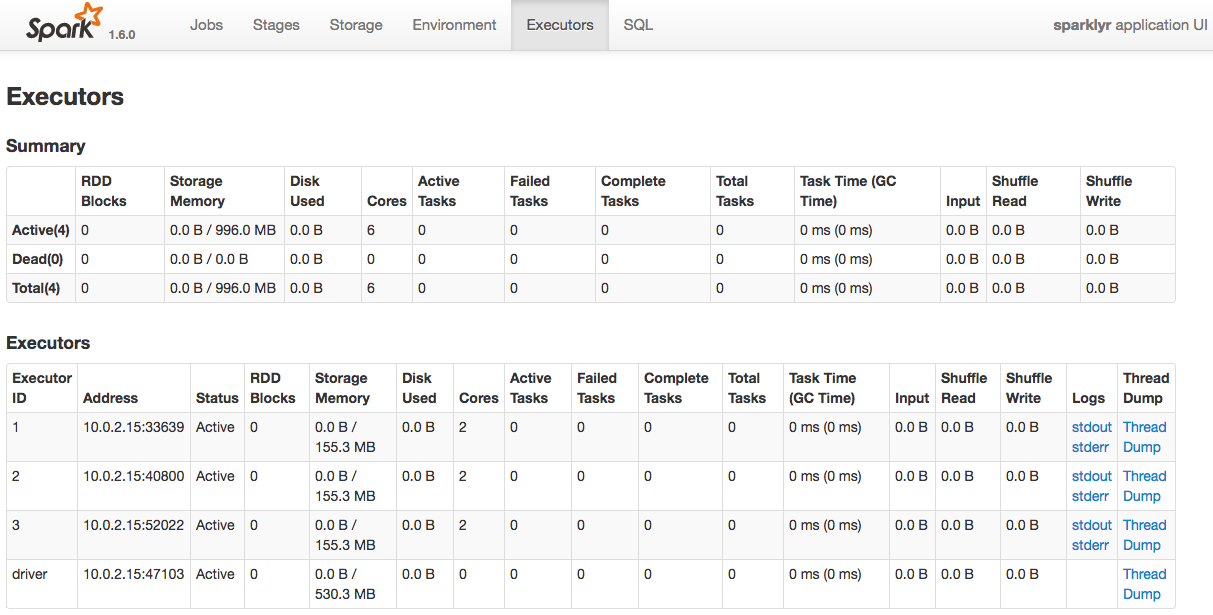 Spark 1.6.0 Jobs Stages Storage Environment Executors SQL sparklyr application UI
Executors
Summary
RDD Blocks Storage Memory Disk Used Cores Active Tasks Failed Tasks Complete Tasks Total Tasks Task Time (GC Time) Input Shuffle Read Shuffle Write
Active(4) 0 0.0 B / 996.0 MB 0.0 B 6 0 0 0 0 0 ms (0 ms) 0.0 B 0.0 B 0.0 B
Dead(0) 0 0.0 B / 0.0 B 0.0 B 0 0 0 0 0 0 ms (0 ms) 0.0 B 0.0 B 0.0 B
Total(4) 0 0.0 B / 996.0 MB 0.0 B 6 0 0 0 0 0 ms (0 ms) 0.0 B 0.0 B 0.0 B
Executors
Executor ID Address Status RDD Blocks Storage Memory Disk Used Cores Active Tasks Failed Tasks Complete Tasks Total Tasks Task Time (GC Time) Input Shuffle Read Shuffle Write Logs Thread Dump
1 10.0.2.15:33639 Active 0 0.0 B / 155.3 MB 0.0 B 2 0 0 0 0 0 ms (0 ms) 0.0 B 0.0 B 0.0 B stdout stderr Thread Dump
2 10.0.2.15:40800 Active 0 0.0 B / 155.3 MB 0.0 B 2 0 0 0 0 0 ms (0 ms) 0.0 B 0.0 B 0.0 B stdout stderr Thread Dump
3 10.0.2.15:52022 Active 0 0.0 B / 155.3 MB 0.0 B 2 0 0 0 0 0 ms (0 ms) 0.0 B 0.0 B 0.0 B stdout stderr Thread Dump
driver 10.0.2.15:47103 Active 0 0.0 B / 530.3 MB 0.0 B 0 0 0 0 0 0 ms (0 ms) 0.0 B 0.0 B 0.0 B Thread Dump